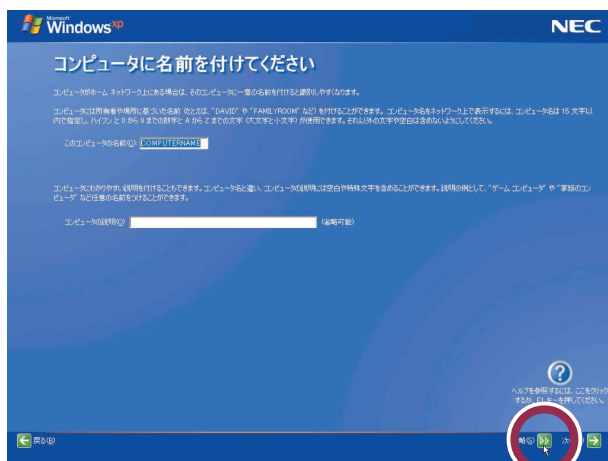 Microsoft
Windows xp
NEC
コンピュータに名前を付けてください
コンピュータがホーム ネットワーク上にある場合は、そのコンピュータに一意の名前を付けると識別しやすくなります。
コンピュータには所有者や場所に基づいた名前 (たとえば、"DAVID" や "FAMILYROOM" など) を付けることができます。コンピュータ名をネットワーク上で表示するには、コンピュータ名は 15 文字以
内で指定し、ハイフンと 0 から 9 までの数字と A から Z までの文字 (大文字と小文字) が使用できます。それ以外の文字や空白は含めないようにしてください。
このコンピュータの名前(C): COMPUTERNAME
コンピュータにわかりやすい説明を付けることもできます。コンピュータ名と違い、コンピュータの説明には空白や特殊文字を含めることができます。説明の例として、"ゲーム コンピュータ" や "家族のコン
ピュータ" など任意の名前をつけることができます。
コンピュータの説明(O): (省略可能)
ヘルプを参照するには、ここをクリック
するか、F1 キーを押してください。
戻る(B)
略(S)
次